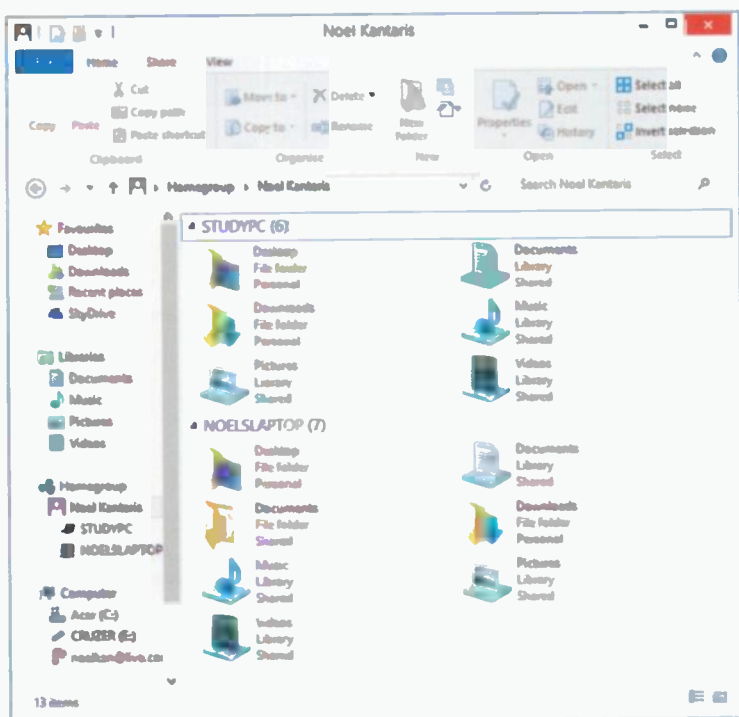 Noel Kantaris
Home Share View
Cut
Copy path
Copy Paste Paste shortcut
Clipboard
Move to Delete
Copy to Rename
Organise
New
Folder
New
Properties
Open
Edit
History
Open
Select all
Select none
Invert selection
Select
Homegroup Noel Kantaris
Search Noel Kantaris
Favourites
Desktop
Downloads
Recent places
SkyDrive
Libraries
Documents
Music
Pictures
Videos
Homegroup
Noel Kantaris
STUDYPC
NOELSLAPTOP
Computer
Acer (C:)
CRUZER (E:)
noelkan@live.co
STUDYPC (6)
Desktop
File folder
Personal
Documents
Library
Shared
Downloads
File folder
Personal
Music
Library
Shared
Pictures
Library
Shared
Videos
Library
Shared
NOELSLAPTOP (7)
Desktop
File folder
Personal
Documents
Library
Shared
Documents
File folder
Shared
Downloads
File folder
Personal
Music
Library
Shared
Pictures
Library
Shared
Videos
Library
Shared
13 items